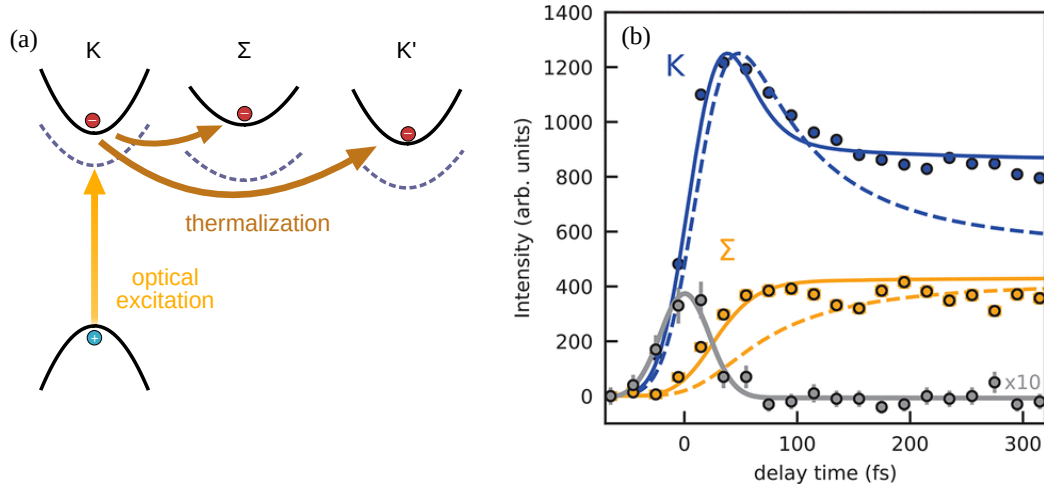 (a)
K
Σ
K'
−
−
−
thermalization
optical
excitation
+
(b)
K
Σ
x10
Intensity (arb. units)
1400
1200
1000
800
600
400
200
0
0
100
200
300
delay time (fs)